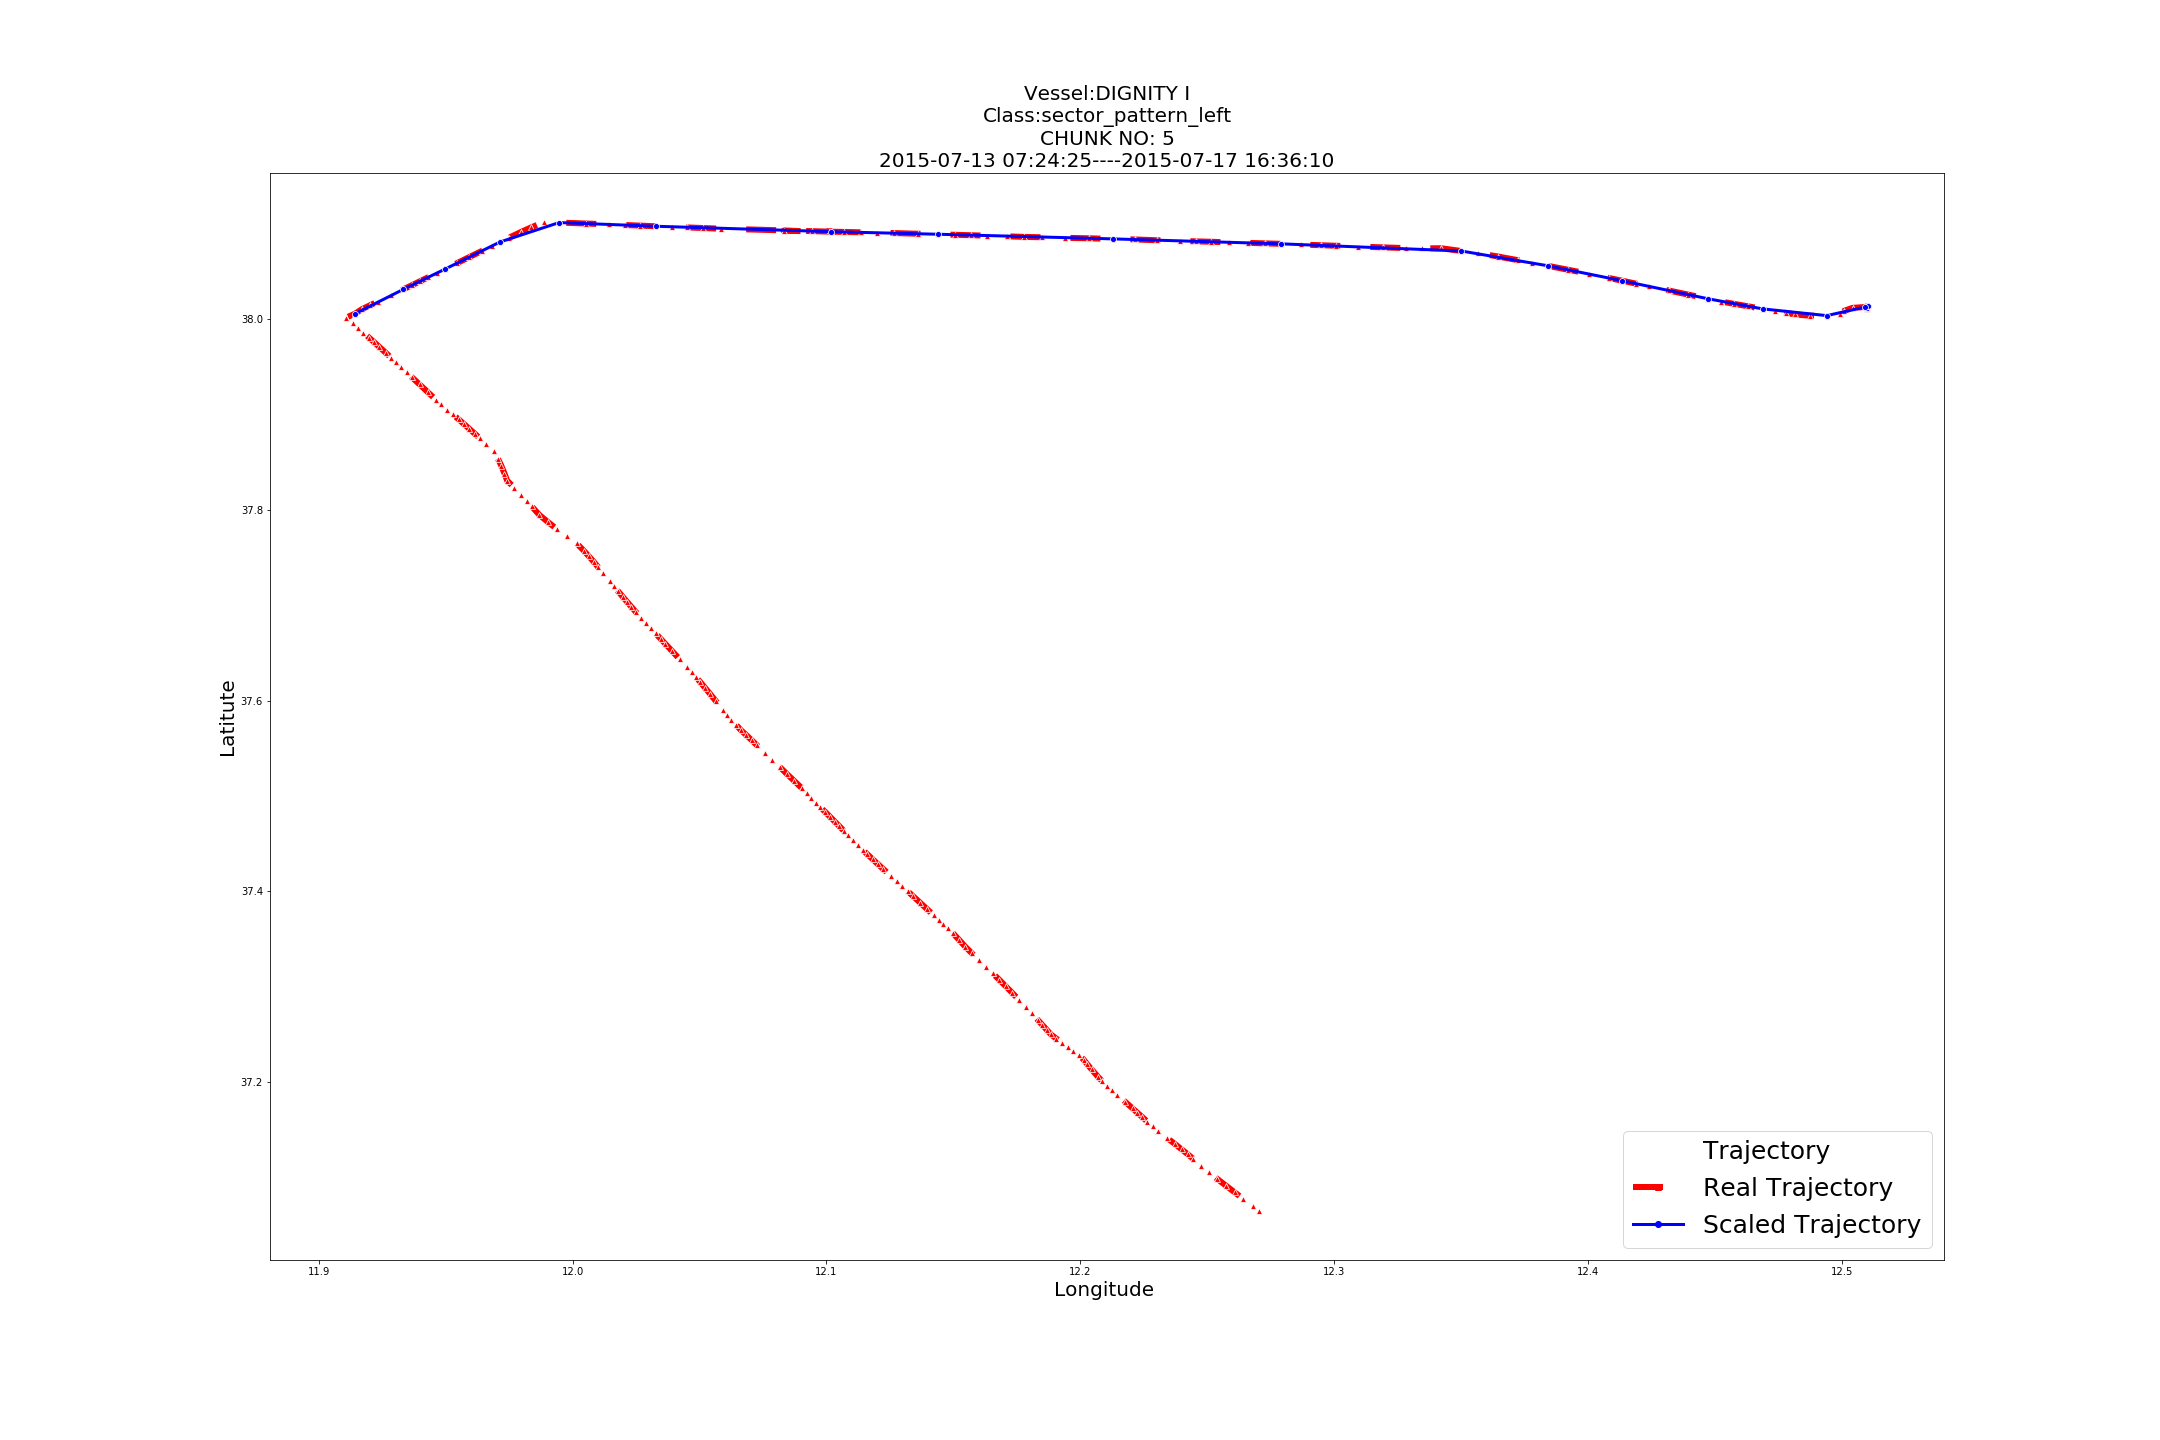 Vessel:DIGNITY I
Class:sector_pattern_left
CHUNK NO: 5
2015-07-13 07:24:25----2015-07-17 16:36:10
38.0
37.8
37.6
37.4
37.2
Latitute
11.9 12.0 12.1 12.2 12.3 12.4 12.5
Longitude
Trajectory
Real Trajectory
Scaled Trajectory